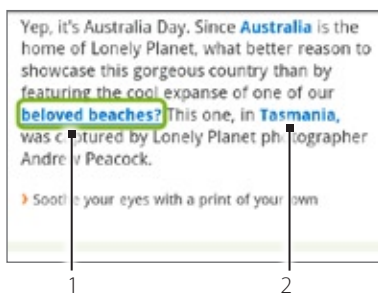 Yep, it's Australia Day. Since Australia is the
home of Lonely Planet, what better reason to
showcase this gorgeous country than by
featuring the cool expanse of one of our
beloved beaches? This one, in Tasmania,
was captured by Lonely Planet photographer
Andrew Peacock.
› Soothe your eyes with a print of your own
1 2